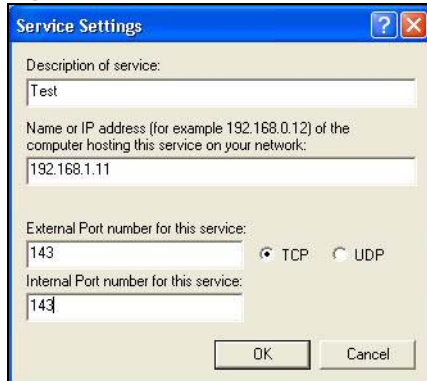 Service Settings
Description of service:
Test
Name or IP address (for example 192.168.0.12) of the
computer hosting this service on your network:
192.168.1.11
External Port number for this service:
143
TCP
UDP
Internal Port number for this service:
143
OK
Cancel